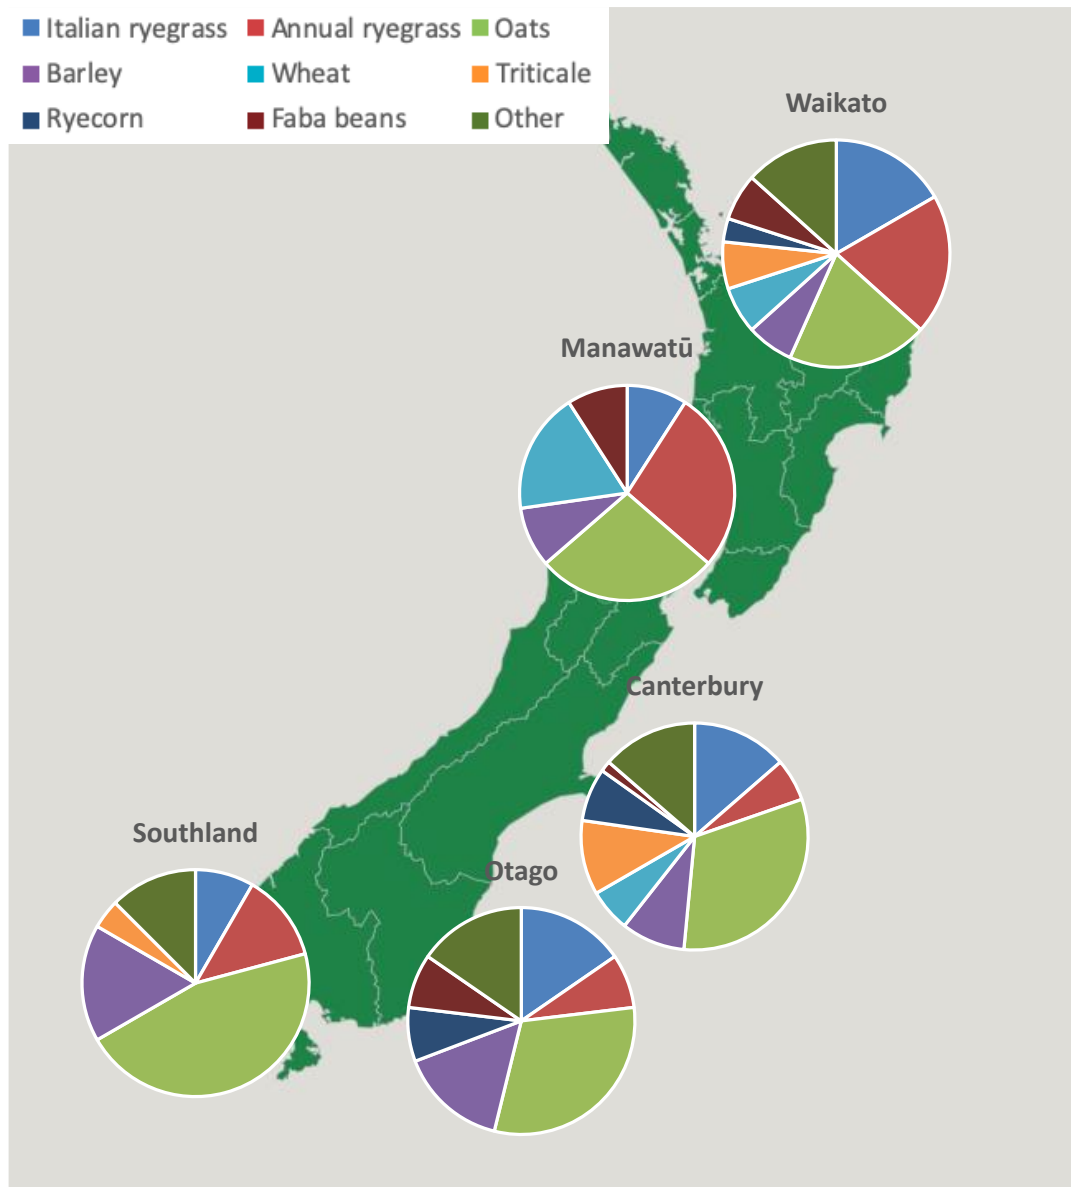 Italian ryegrass Annual ryegrass Oats
Barley Wheat Triticale
Ryecorn Faba beans Other
Waikato
Manawatū
Canterbury
Southland
Otago